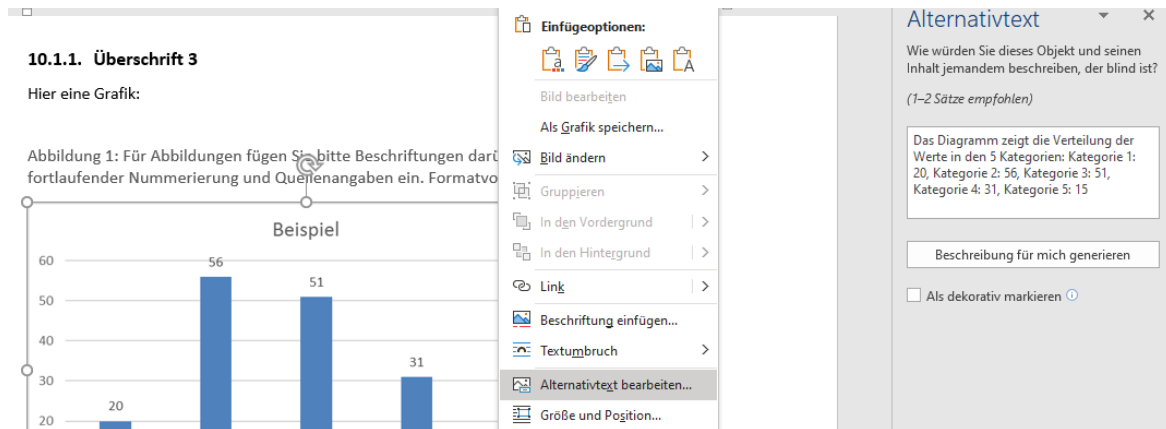 10.1.1. Überschrift 3
Hier eine Grafik:
Abbildung 1: Für Abbildungen fügen Sie bitte Beschriftungen darü
fortlaufender Nummerierung und Quellenangaben ein. Formatvo
Beispiel
60
50
40
30
20
20
56
51
31
Einfügeoptionen:
Bild bearbeiten
Als Grafik speichern...
Bild ändern
Gruppieren
In den Vordergrund
In den Hintergrund
Link
Beschriftung einfügen...
Textumbruch
Alternativtext bearbeiten...
Größe und Position...
Alternativtext
Wie würden Sie dieses Objekt und seinen
Inhalt jemandem beschreiben, der blind ist?
(1–2 Sätze empfohlen)
Das Diagramm zeigt die Verteilung der
Werte in den 5 Kategorien: Kategorie 1:
20, Kategorie 2: 56, Kategorie 3: 51,
Kategorie 4: 31, Kategorie 5: 15
Beschreibung für mich generieren
Als dekorativ markieren